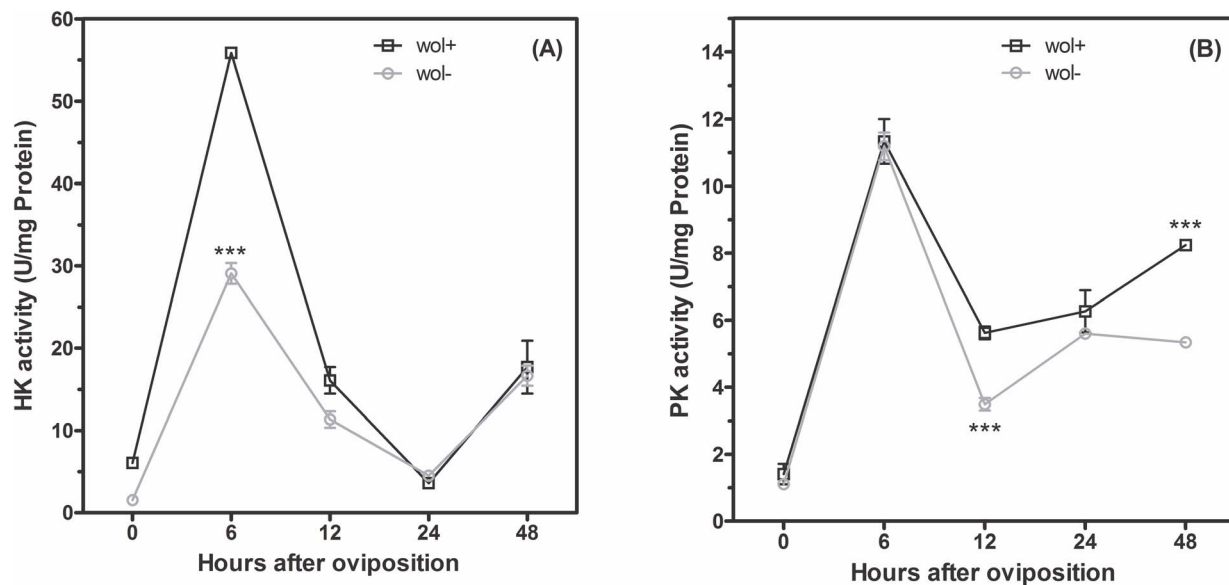 (A)
wol+
wol-
HK activity (U/mg Protein)
60
50
40
30
20
10
0
***
0 6 12 24 48
Hours after oviposition
(B)
wol+
wol-
PK activity (U/mg Protein)
14
12
10
8
6
4
2
0
***
***
0 6 12 24 48
Hours after oviposition